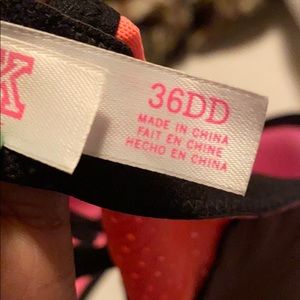 K
36DD
MADE IN CHINA
FAIT EN CHINE
HECHO EN CHINA